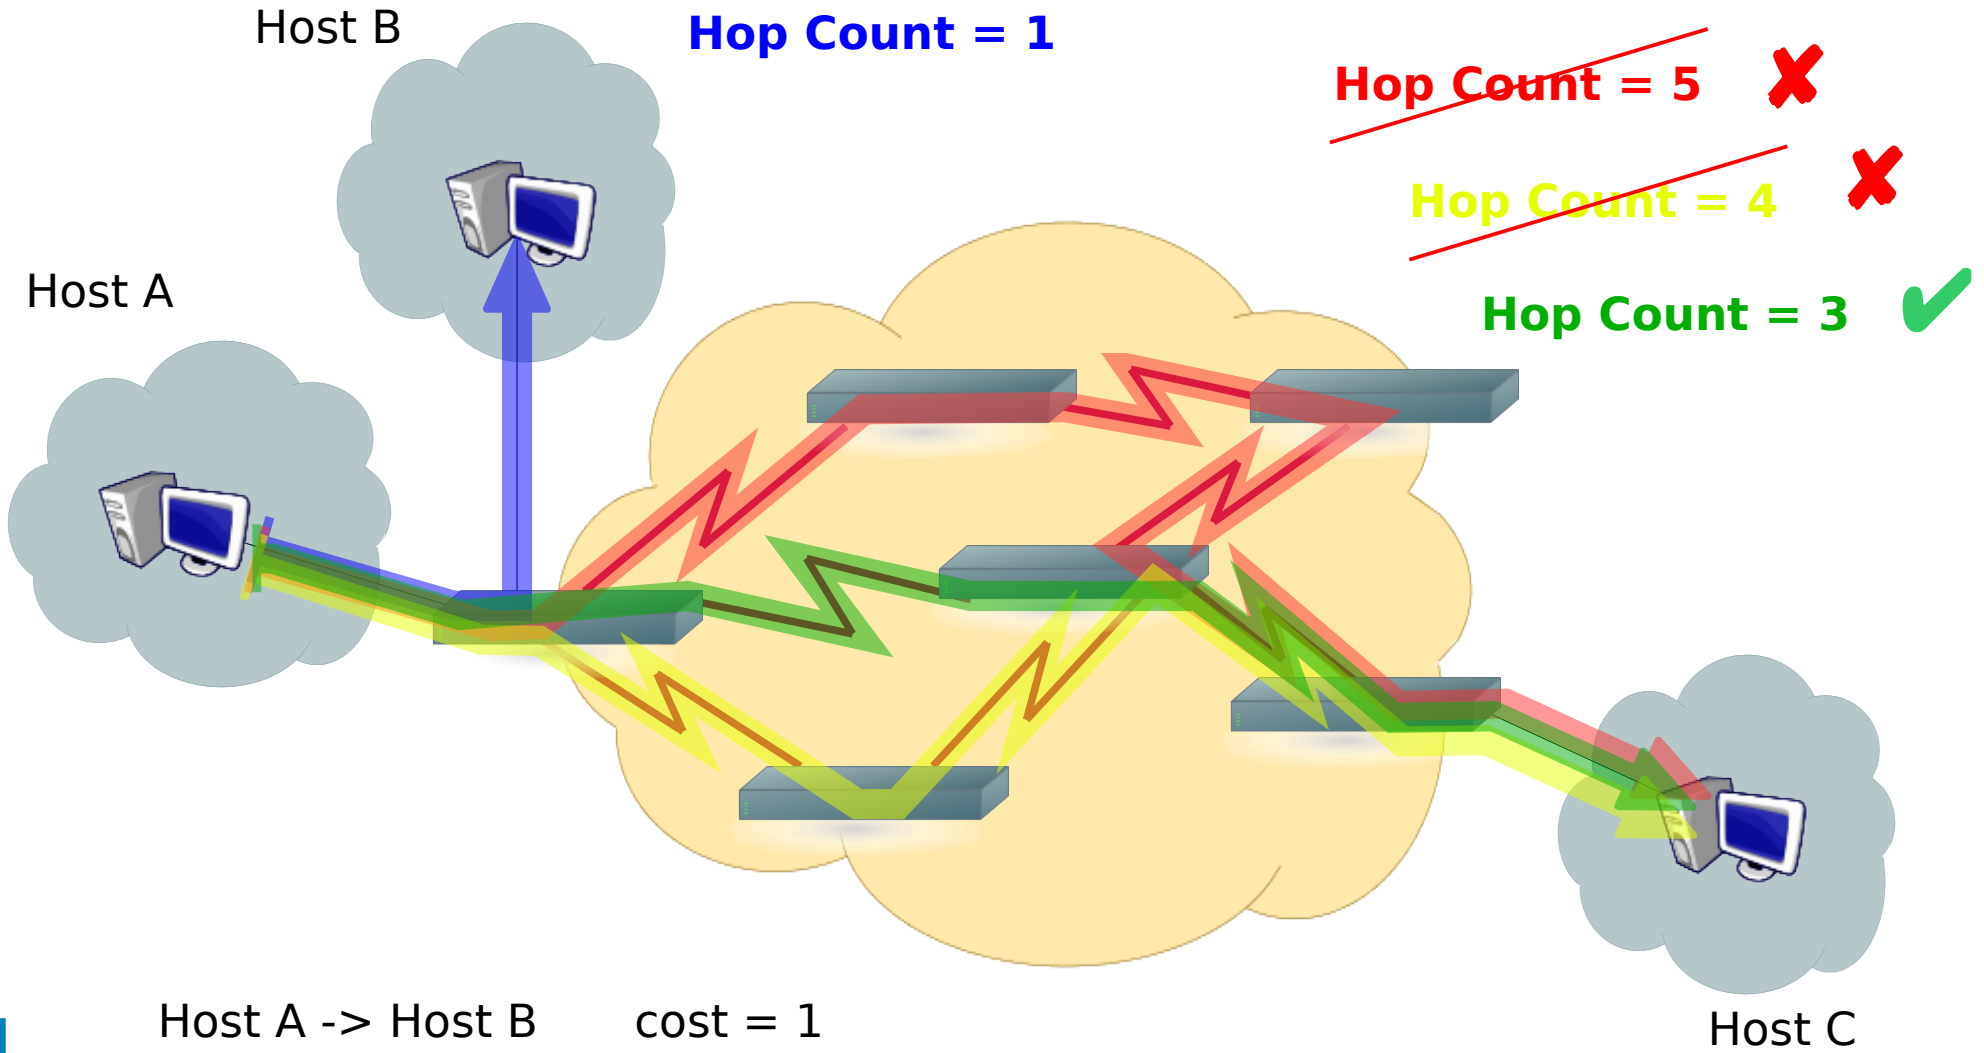 Host B
Hop Count = 1
Hop Count = 5
Hop Count = 4
Host A
Hop Count = 3
Host A -> Host B cost = 1
Host C